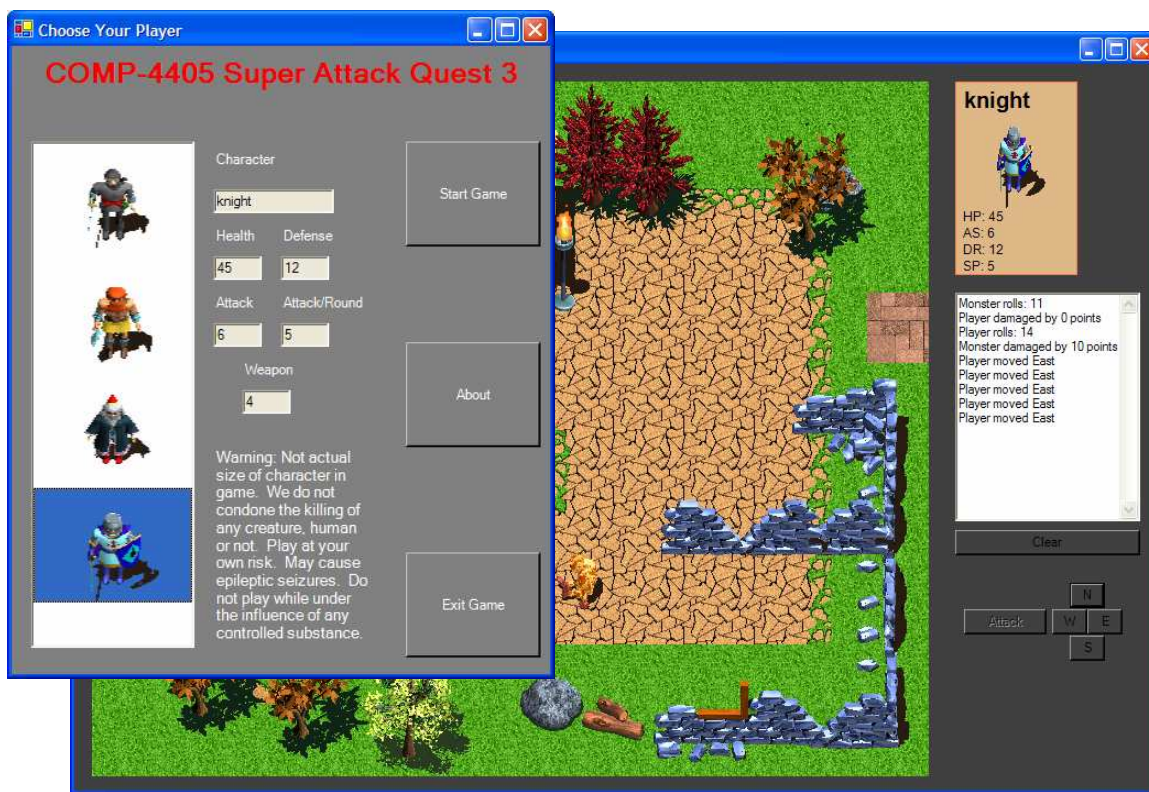 Choose Your Player
COMP-4405 Super Attack Quest 3
Character
knight
Health Defense
45 12
Attack Attack/Round
6 5
Weapon
4
Warning: Not actual
size of character in
game. We do not
condone the killing of
any creature, human
or not. Play at your
own risk. May cause
epileptic seizures. Do
not play while under
the influence of any
controlled substance.
Start Game
About
Exit Game
knight
HP: 45
AS: 6
DR: 12
SP: 5
Monster rolls: 11
Player damaged by 0 points
Player rolls: 14
Monster damaged by 10 points
Player moved East
Player moved East
Player moved East
Player moved East
Player moved East
Clear
N
Attack W E
S